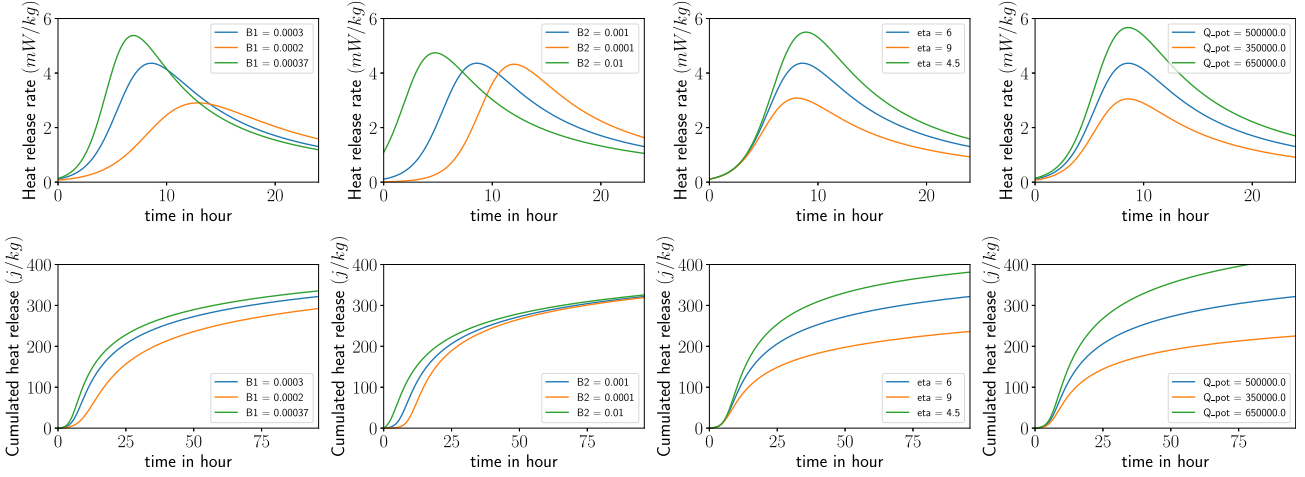 Heat release rate (mW/kg)
6
4
2
0
B1 = 0.0003
B1 = 0.0002
B1 = 0.00037
0 10 20
time in hour
Heat release rate (mW/kg)
6
4
2
0
B2 = 0.001
B2 = 0.0001
B2 = 0.01
0 10 20
time in hour
Heat release rate (mW/kg)
6
4
2
0
eta = 6
eta = 9
eta = 4.5
0 10 20
time in hour
Heat release rate (mW/kg)
6
4
2
0
Q_pot = 500000.0
Q_pot = 350000.0
Q_pot = 650000.0
0 10 20
time in hour
Cumulated heat release (j/kg)
400
300
200
100
0
B1 = 0.0003
B1 = 0.0002
B1 = 0.00037
0 25 50 75
time in hour
Cumulated heat release (j/kg)
400
300
200
100
0
B2 = 0.001
B2 = 0.0001
B2 = 0.01
0 25 50 75
time in hour
Cumulated heat release (j/kg)
400
300
200
100
0
eta = 6
eta = 9
eta = 4.5
0 25 50 75
time in hour
Cumulated heat release (j/kg)
400
300
200
100
0
Q_pot = 500000.0
Q_pot = 350000.0
Q_pot = 650000.0
0 25 50 75
time in hour